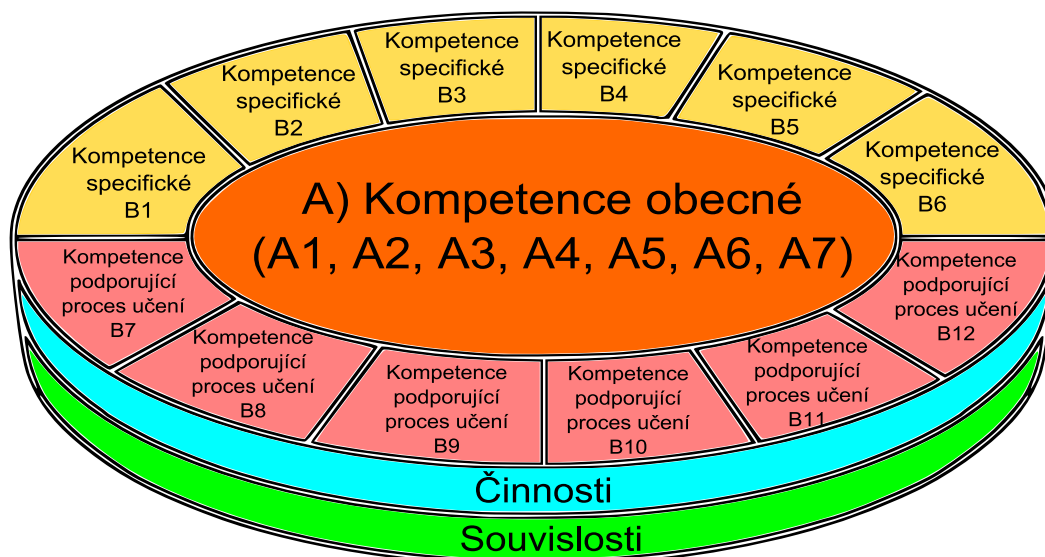 Kompetence
specifické
B1
Kompetence
specifické
B2
Kompetence
specifické
B3
Kompetence
specifické
B4
Kompetence
specifické
B5
Kompetence
specifické
B6
A) Kompetence obecné
(A1, A2, A3, A4, A5, A6, A7)
Kompetence
podporující
proces učení
B7
Kompetence
podporující
proces učení
B8
Kompetence
podporující
proces učení
B9
Kompetence
podporující
proces učení
B10
Kompetence
podporující
proces učení
B11
Kompetence
podporující
proces učení
B12
Činnosti
Souvislosti